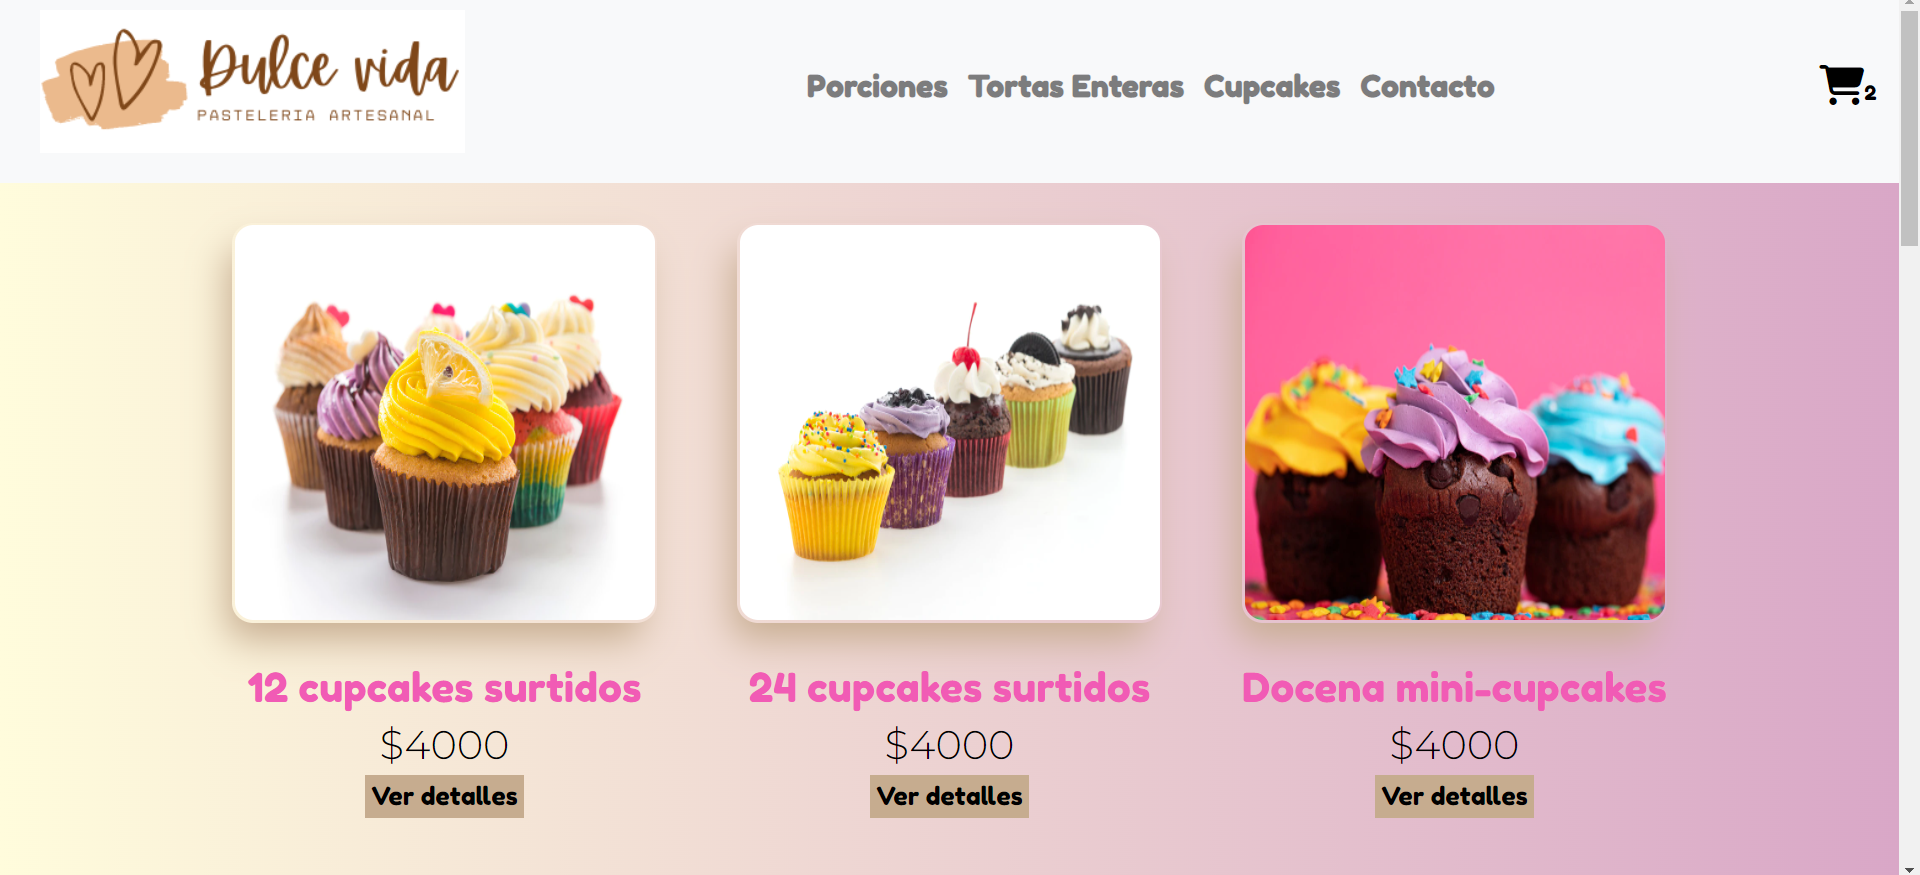 Dulce vida
PASTELERIA ARTESANAL
Porciones Tortas Enteras Cupcakes Contacto
2
12 cupcakes surtidos
$4000
Ver detalles
24 cupcakes surtidos
$4000
Ver detalles
Docena mini-cupcakes
$4000
Ver detalles